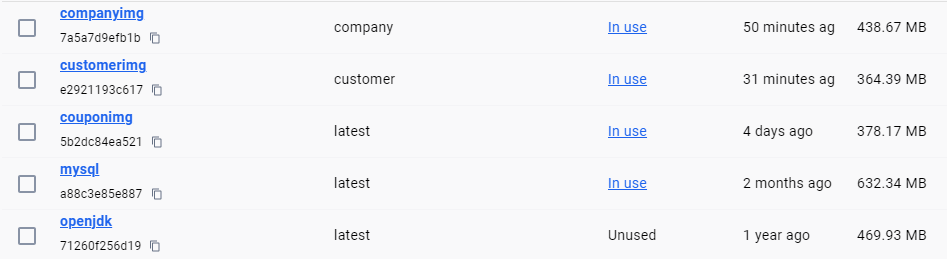 companyimg
7a5a7d9efb1b
company
In use
50 minutes ag
438.67 MB
customerimg
e2921193c617
customer
In use
31 minutes ag
364.39 MB
couponimg
5b2dc84ea521
latest
In use
4 days ago
378.17 MB
mysql
a88c3e85e887
latest
In use
2 months ago
632.34 MB
openjdk
71260f256d19
latest
Unused
1 year ago
469.93 MB